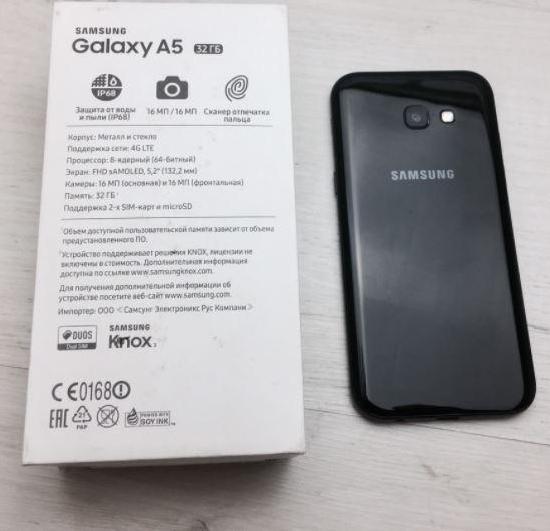 SAMSUNG
Galaxy A5 32 ГБ
IP68
Защита от воды
и пыли (IP68)
16 МП / 16 МП
Сканер отпечатка
пальца
Корпус: Металл и стекло
Поддержка сети: 4G LTE
Процессор: 8-ядерный (64-битный)
Экран: FHD sAMOLED, 5,2" (132,2 мм)
Камеры: 16 МП (основная) и 16 МП (фронтальная)
Память: 32 ГБ
Поддержка 2-х SIM-карт и microSD
Объем доступной пользовательской памяти зависит от объема
предустановленного ПО.
Устройство поддерживает решения KNOX, лицензии не
включены в стоимость. Дополнительная информация
доступна по ссылке www.samsungknox.com.
Для получения дополнительной информации об
устройстве посетите веб-сайт www.samsung.com.
Импортер: ООО < Самсунг Электроникс Рус Компани >
DUOS
Dual SIM
SAMSUNG
Knox
CE0168
EAC
21
PAP
PRINTED WITH
SOY INK
SAMSUNG